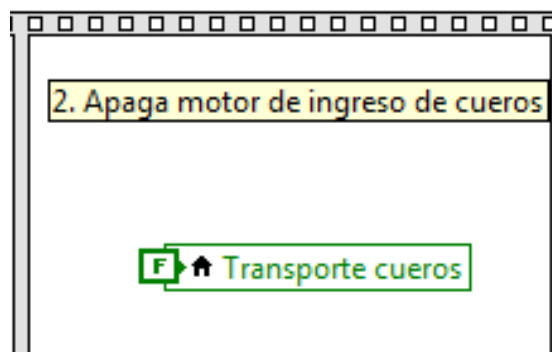 2. Apaga motor de ingreso de cueros
F Transporte cueros